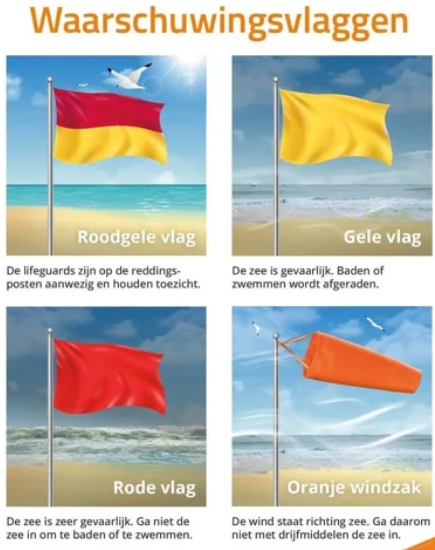 Waarschuwingsvlaggen
Roodgele vlag
De lifeguards zijn op de reddings-
posten aanwezig en houden toezicht.
Gele vlag
De zee is gevaarlijk. Baden of
zwemmen wordt afgeraden.
Rode vlag
De zee is zeer gevaarlijk. Ga niet de
zee in om te baden of te zwemmen.
Oranje windzak
De wind staat richting zee. Ga daarom
niet met drijfmiddelen de zee in.